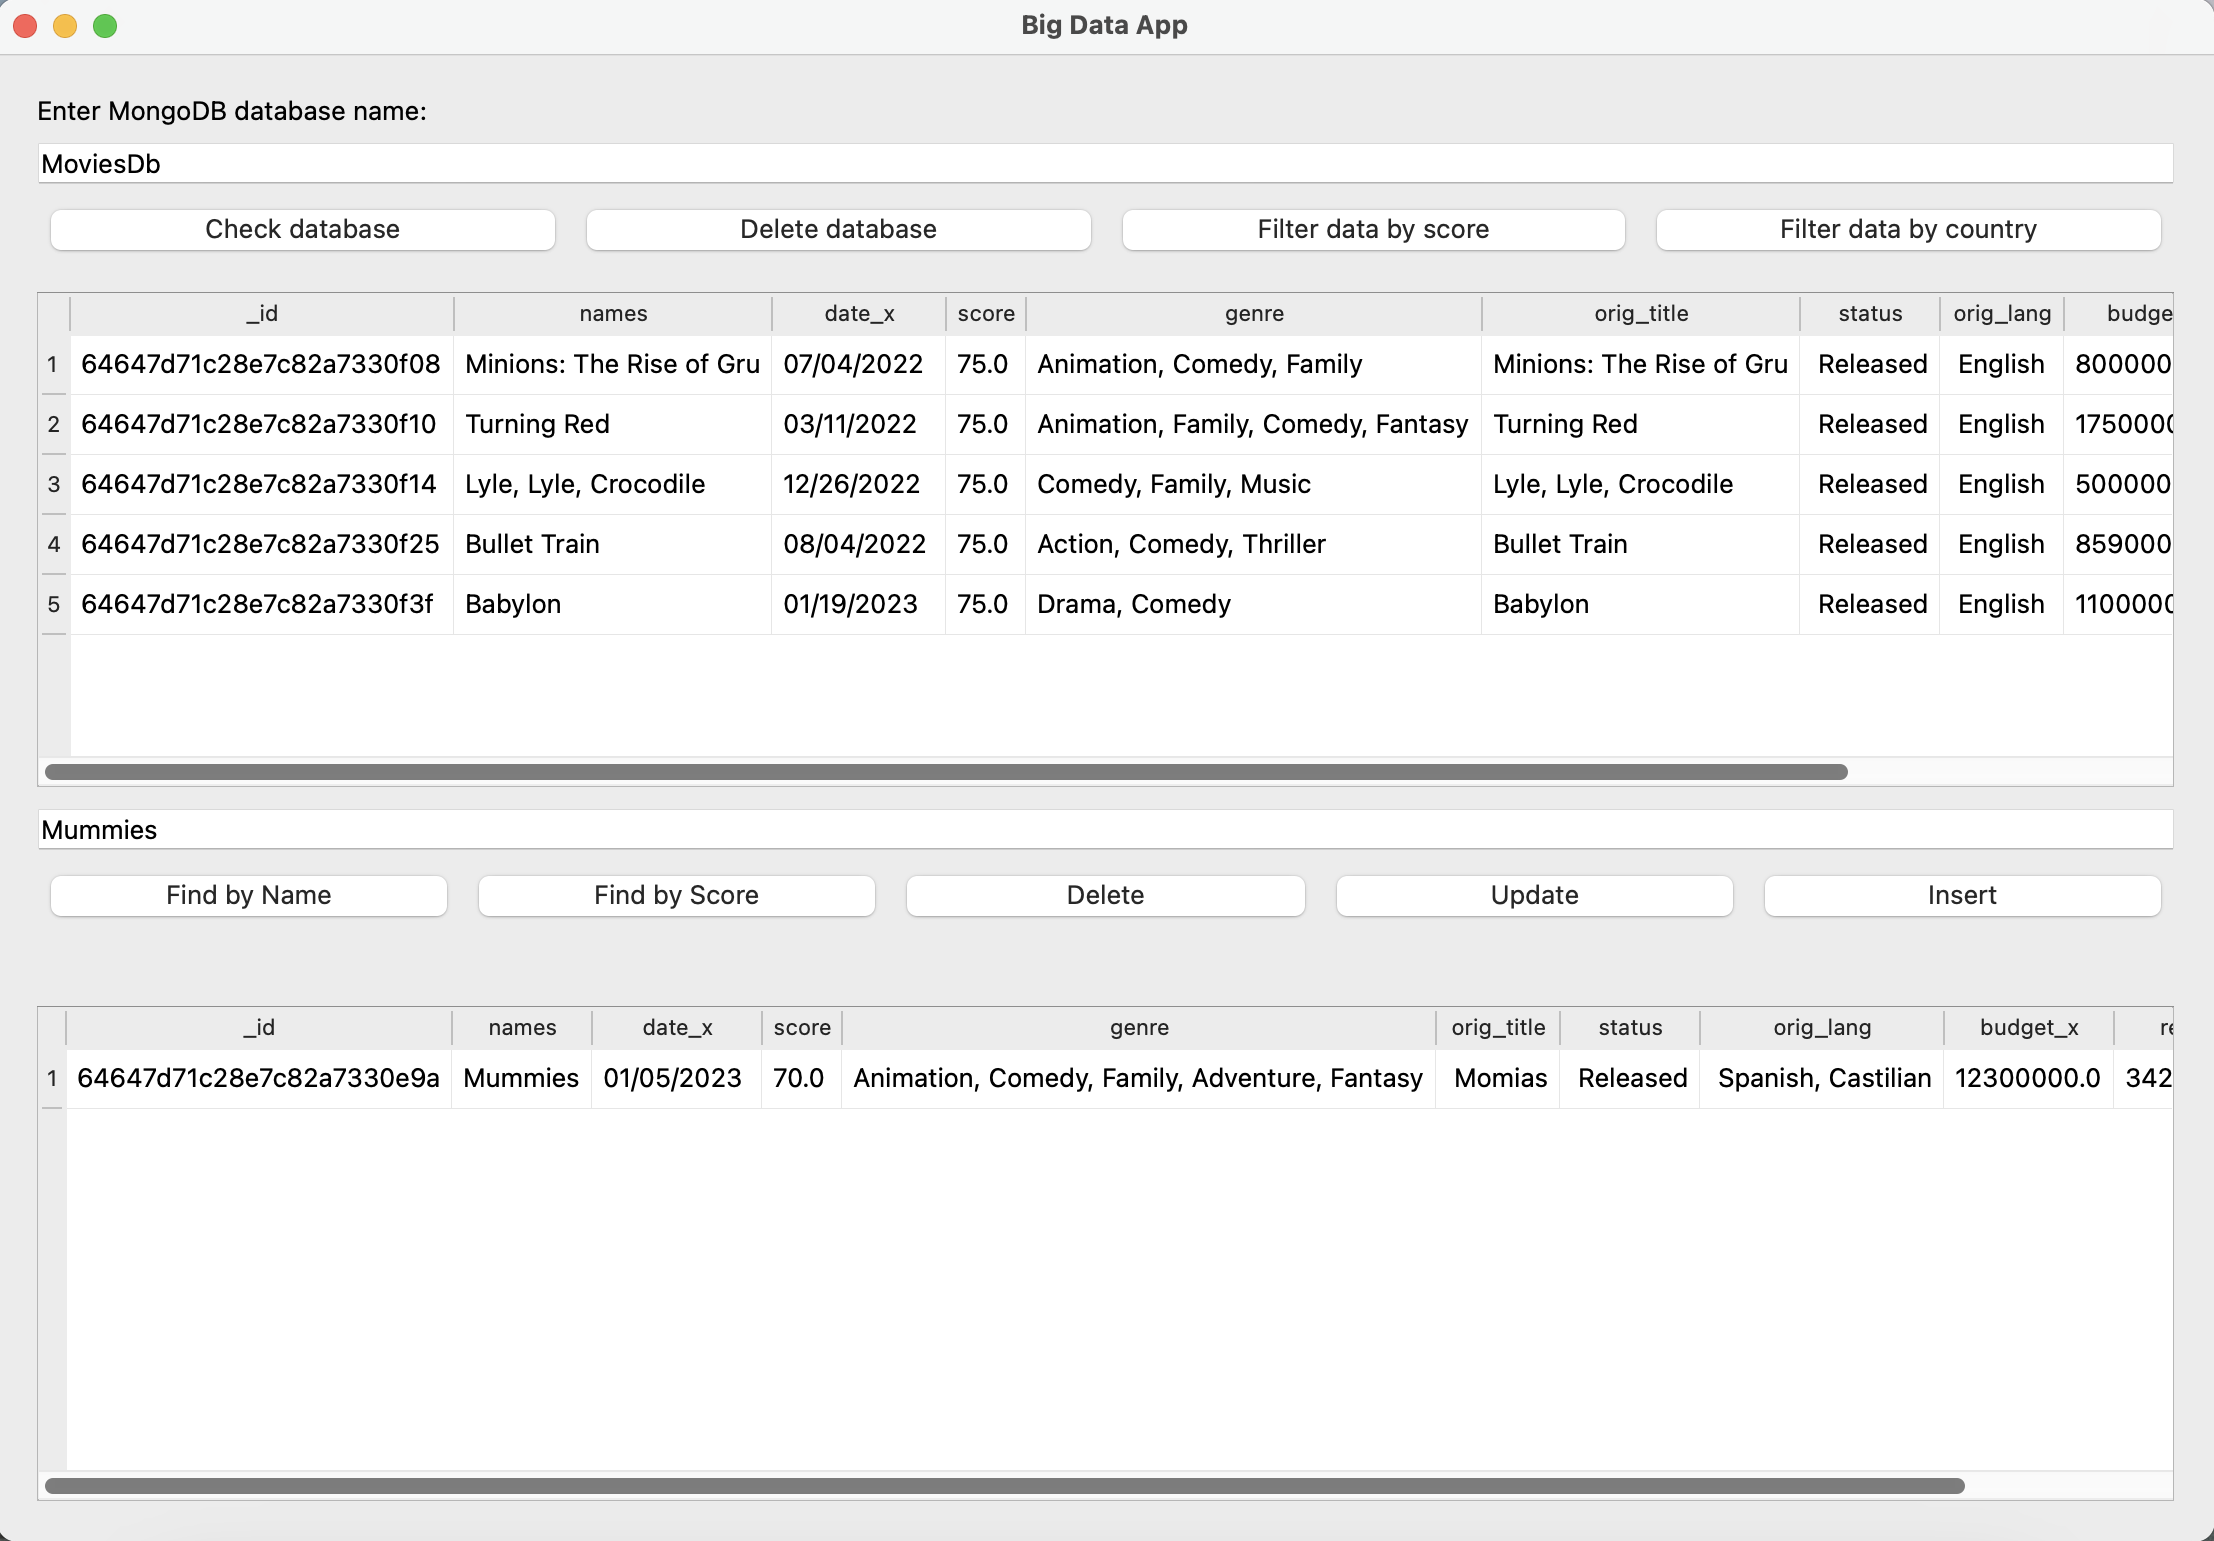 Big Data App
Enter MongoDB database name:
MoviesDb
Check database Delete database Filter data by score Filter data by country
_id names date_x score genre orig_title status orig_lang budge
1 64647d71c28e7c82a7330f08 Minions: The Rise of Gru 07/04/2022 75.0 Animation, Comedy, Family Minions: The Rise of Gru Released English 800000
2 64647d71c28e7c82a7330f10 Turning Red 03/11/2022 75.0 Animation, Family, Comedy, Fantasy Turning Red Released English 1750000
3 64647d71c28e7c82a7330f14 Lyle, Lyle, Crocodile 12/26/2022 75.0 Comedy, Family, Music Lyle, Lyle, Crocodile Released English 500000
4 64647d71c28e7c82a7330f25 Bullet Train 08/04/2022 75.0 Action, Comedy, Thriller Bullet Train Released English 859000
5 64647d71c28e7c82a7330f3f Babylon 01/19/2023 75.0 Drama, Comedy Babylon Released English 1100000
Mummies
Find by Name Find by Score Delete Update Insert
_id names date_x score genre orig_title status orig_lang budget_x re
1 64647d71c28e7c82a7330e9a Mummies 01/05/2023 70.0 Animation, Comedy, Family, Adventure, Fantasy Momias Released Spanish, Castilian 12300000.0 342